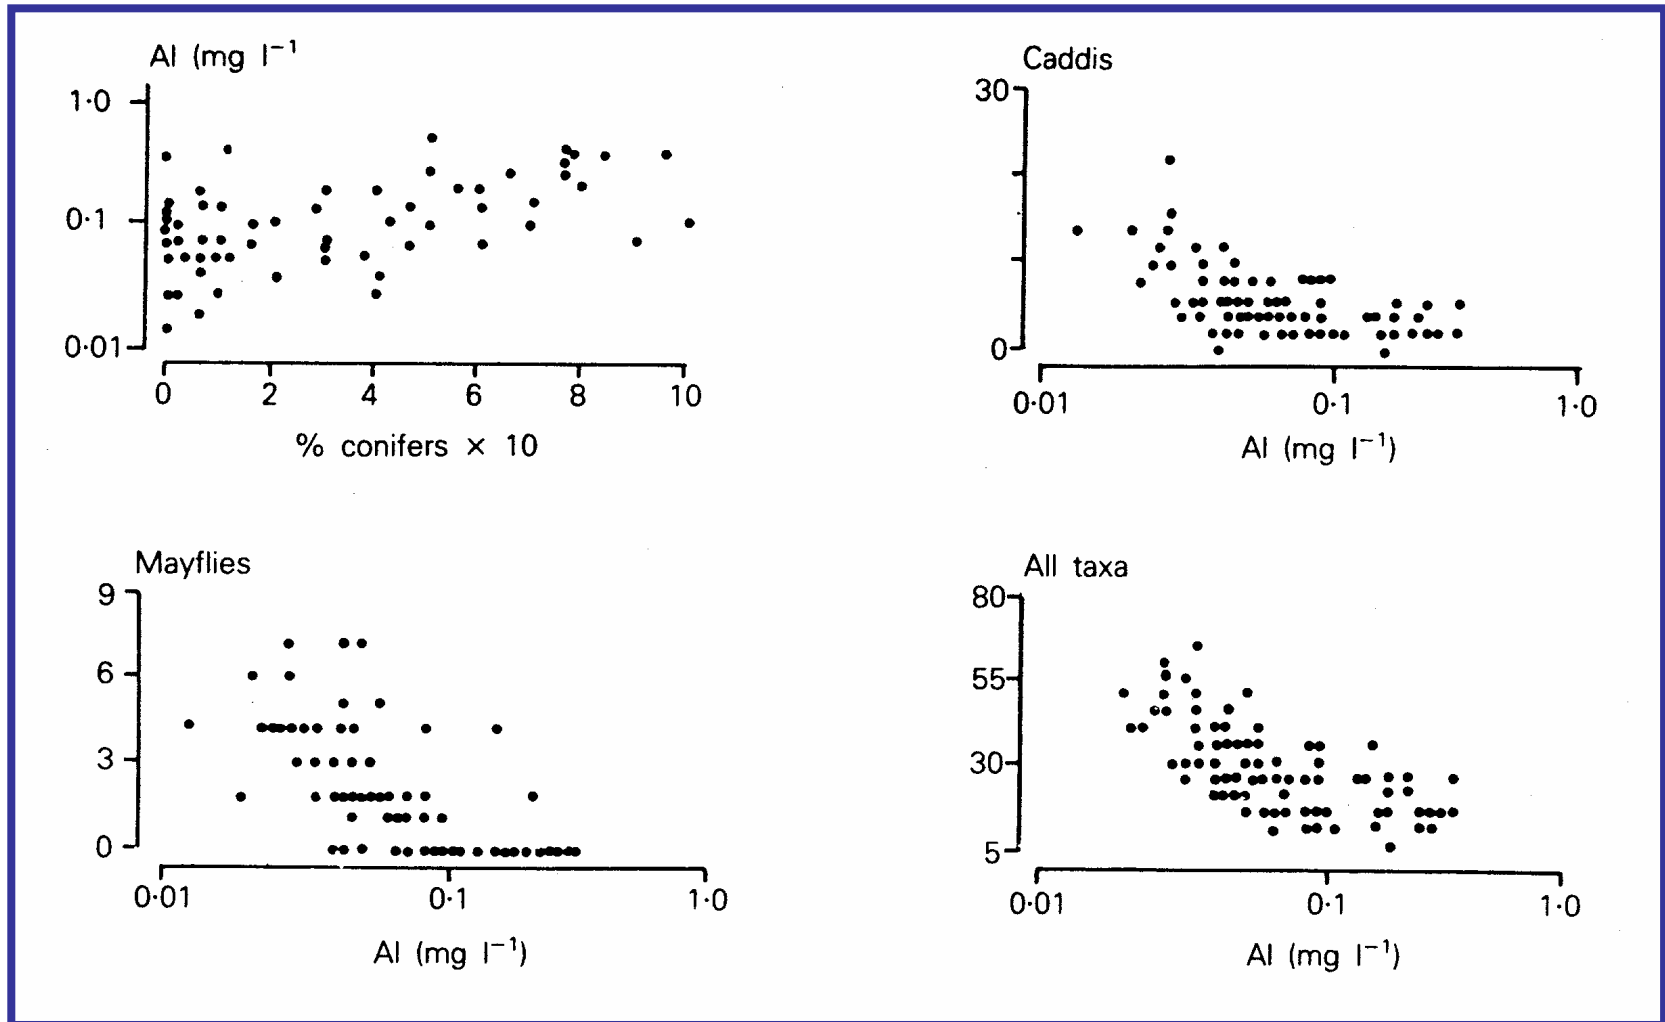 Al (mg l⁻¹
1·0
0·1
0·01
0 2 4 6 8 10
% conifers × 10
Caddis
30
0
0·01 0·1 1·0
Al (mg l⁻¹)
Mayflies
9
6
3
0
0·01 0·1 1·0
Al (mg l⁻¹)
All taxa
80
55
30
5
0·01 0·1 1·0
Al (mg l⁻¹)